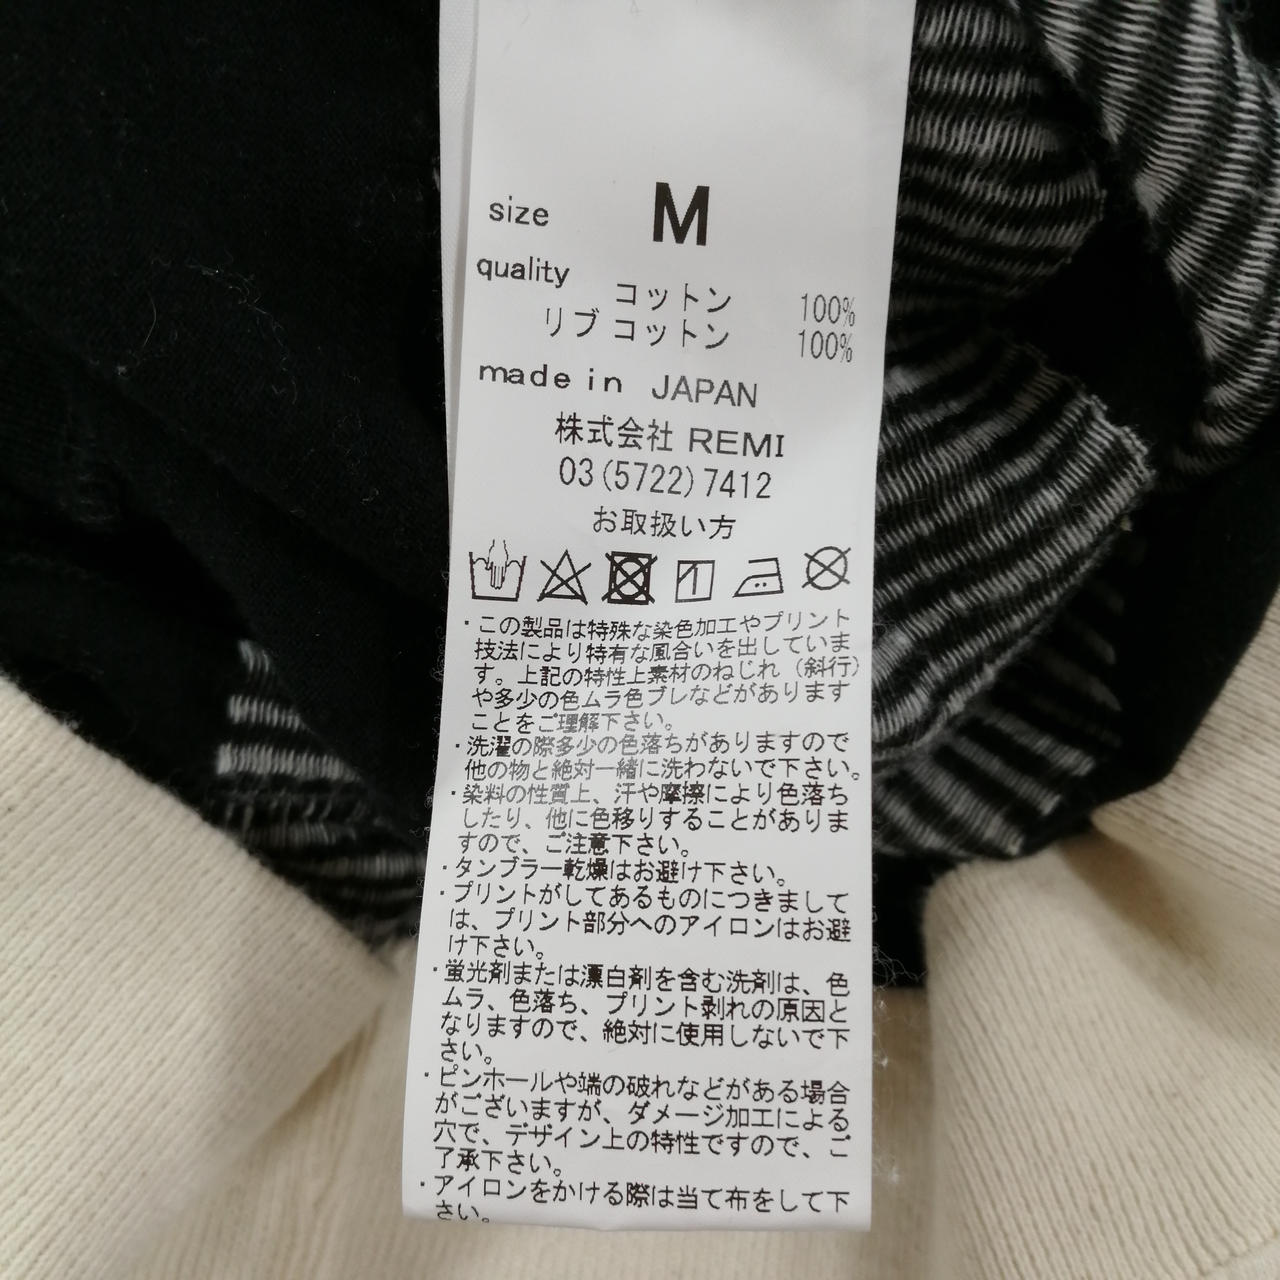 size M
quality コットン 100%
リブ コットン 100%
made in JAPAN
株式会社 REMI
03(5722)7412
お取扱い方
・この製品は特殊な染色加工やプリント
技法により特有な風合いを出していま
す。上記の特性上素材のねじれ（斜行）
や多少の色ムラ色ブレなどがあります
ことをご理解下さい。
・洗濯の際多少の色落ちがありますので
他の物と絶対一緒に洗わないで下さい。
・染料の性質上、汗や摩擦により色落ち
したり、他に色移りすることがありま
すので、ご注意下さい。
・タンブラー乾燥はお避け下さい。
・プリントがしてあるものにつきまして
は、プリント部分へのアイロンはお避
け下さい。
・蛍光剤または漂白剤を含む洗剤は、色
ムラ、色落ち、プリント剥れの原因と
なりますので、絶対に使用しないで下
さい。
・ピンホールや端の破れなどがある場合
がございますが、ダメージ加工による
穴で、デザイン上の特性ですので、ご
了承下さい。
・アイロンをかける際は当て布をして下
さい。